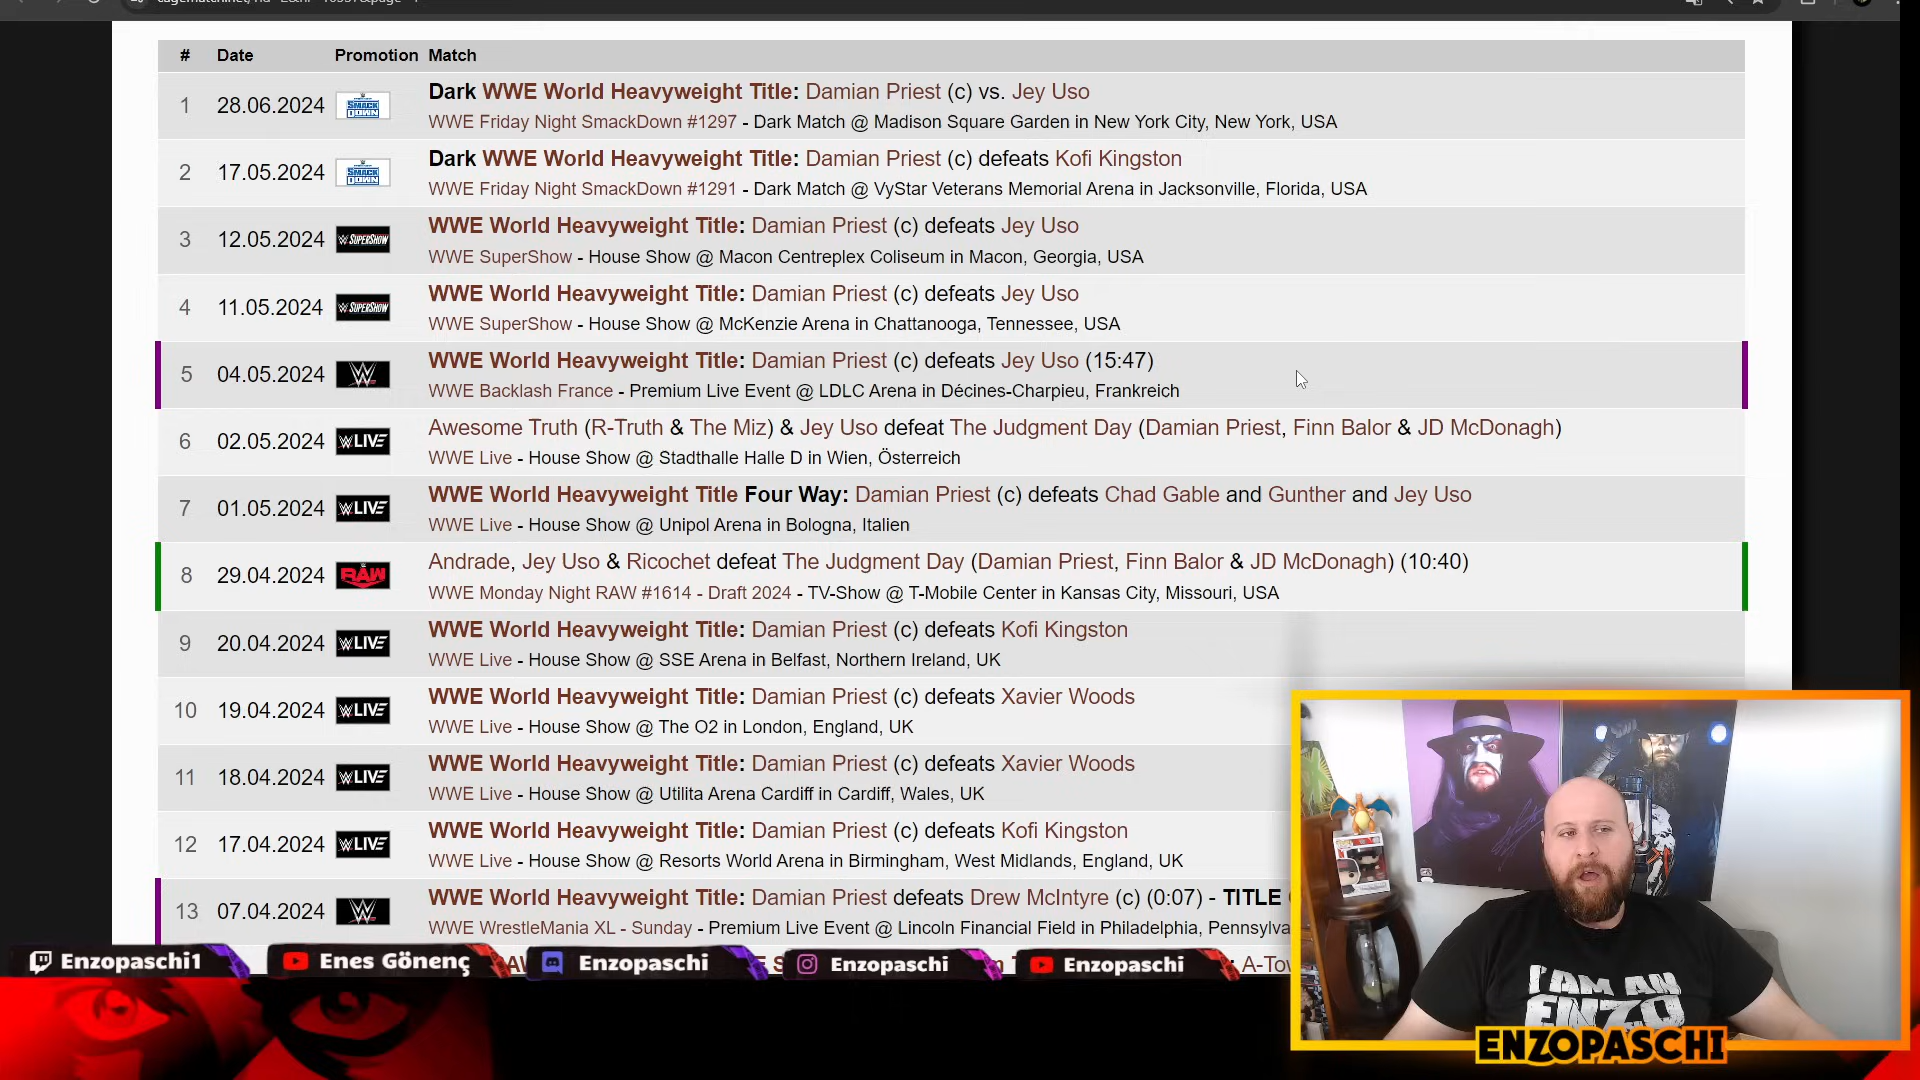 # Date Promotion Match
1 28.06.2024 SMACK DOWN Dark WWE World Heavyweight Title: Damian Priest (c) vs. Jey Uso
WWE Friday Night SmackDown #1297 - Dark Match @ Madison Square Garden in New York City, New York, USA
2 17.05.2024 SMACK DOWN Dark WWE World Heavyweight Title: Damian Priest (c) defeats Kofi Kingston
WWE Friday Night SmackDown #1291 - Dark Match @ VyStar Veterans Memorial Arena in Jacksonville, Florida, USA
3 12.05.2024 SUPERSHOW WWE World Heavyweight Title: Damian Priest (c) defeats Jey Uso
WWE SuperShow - House Show @ Macon Centreplex Coliseum in Macon, Georgia, USA
4 11.05.2024 SUPERSHOW WWE World Heavyweight Title: Damian Priest (c) defeats Jey Uso
WWE SuperShow - House Show @ McKenzie Arena in Chattanooga, Tennessee, USA
5 04.05.2024 WWE World Heavyweight Title: Damian Priest (c) defeats Jey Uso (15:47)
WWE Backlash France - Premium Live Event @ LDLC Arena in Décines-Charpieu, Frankreich
6 02.05.2024 LIVE Awesome Truth (R-Truth & The Miz) & Jey Uso defeat The Judgment Day (Damian Priest, Finn Balor & JD McDonagh)
WWE Live - House Show @ Stadthalle Halle D in Wien, Österreich
7 01.05.2024 LIVE WWE World Heavyweight Title Four Way: Damian Priest (c) defeats Chad Gable and Gunther and Jey Uso
WWE Live - House Show @ Unipol Arena in Bologna, Italien
8 29.04.2024 RAW Andrade, Jey Uso & Ricochet defeat The Judgment Day (Damian Priest, Finn Balor & JD McDonagh) (10:40)
WWE Monday Night RAW #1614 - Draft 2024 - TV-Show @ T-Mobile Center in Kansas City, Missouri, USA
9 20.04.2024 LIVE WWE World Heavyweight Title: Damian Priest (c) defeats Kofi Kingston
WWE Live - House Show @ SSE Arena in Belfast, Northern Ireland, UK
10 19.04.2024 LIVE WWE World Heavyweight Title: Damian Priest (c) defeats Xavier Woods
WWE Live - House Show @ The O2 in London, England, UK
11 18.04.2024 LIVE WWE World Heavyweight Title: Damian Priest (c) defeats Xavier Woods
WWE Live - House Show @ Utilita Arena Cardiff in Cardiff, Wales, UK
12 17.04.2024 LIVE WWE World Heavyweight Title: Damian Priest (c) defeats Kofi Kingston
WWE Live - House Show @ Resorts World Arena in Birmingham, West Midlands, England, UK
13 07.04.2024 WWE World Heavyweight Title: Damian Priest defeats Drew McIntyre (c) (0:07) - TITLE
WWE WrestleMania XL - Sunday - Premium Live Event @ Lincoln Financial Field in Philadelphia, Pennsylva
A-Tow
Enzopaschi1 Enes Gönenç Enzopaschi Enzopaschi Enzopaschi
I AM AN
ENZO
ENZOPASCHI